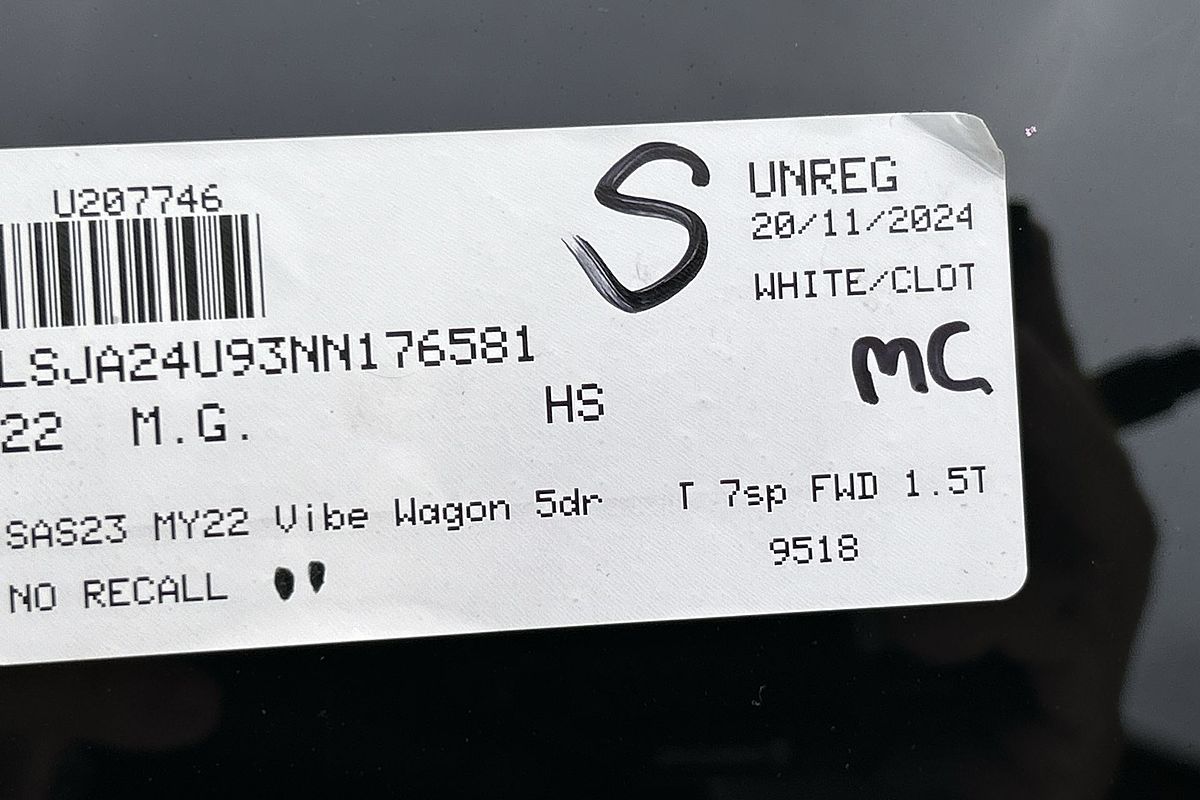 U207746
S
UNREG
20/11/2024
WHITE/CLOT
LSJA24U93NN176581
MC
22 M.G. HS
SAS23 MY22 Vibe Wagon 5dr T 7sp FWD 1.5T
9518
NO RECALL